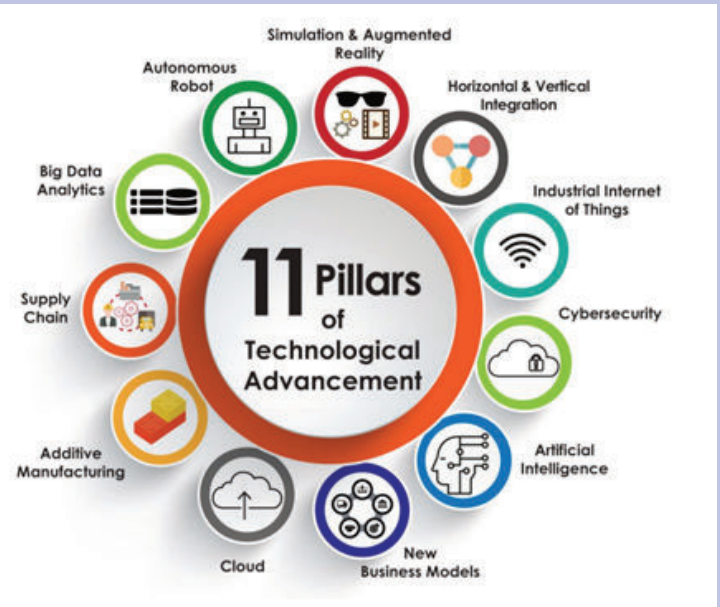 Simulation & Augmented
Reality
Autonomous
Robot
Horizontal & Vertical
Integration
Big Data
Analytics
Industrial Internet
of Things
11 Pillars
of
Technological
Advancement
Supply
Chain
Cybersecurity
Additive
Manufacturing
Artificial
Intelligence
Cloud
New
Business Models